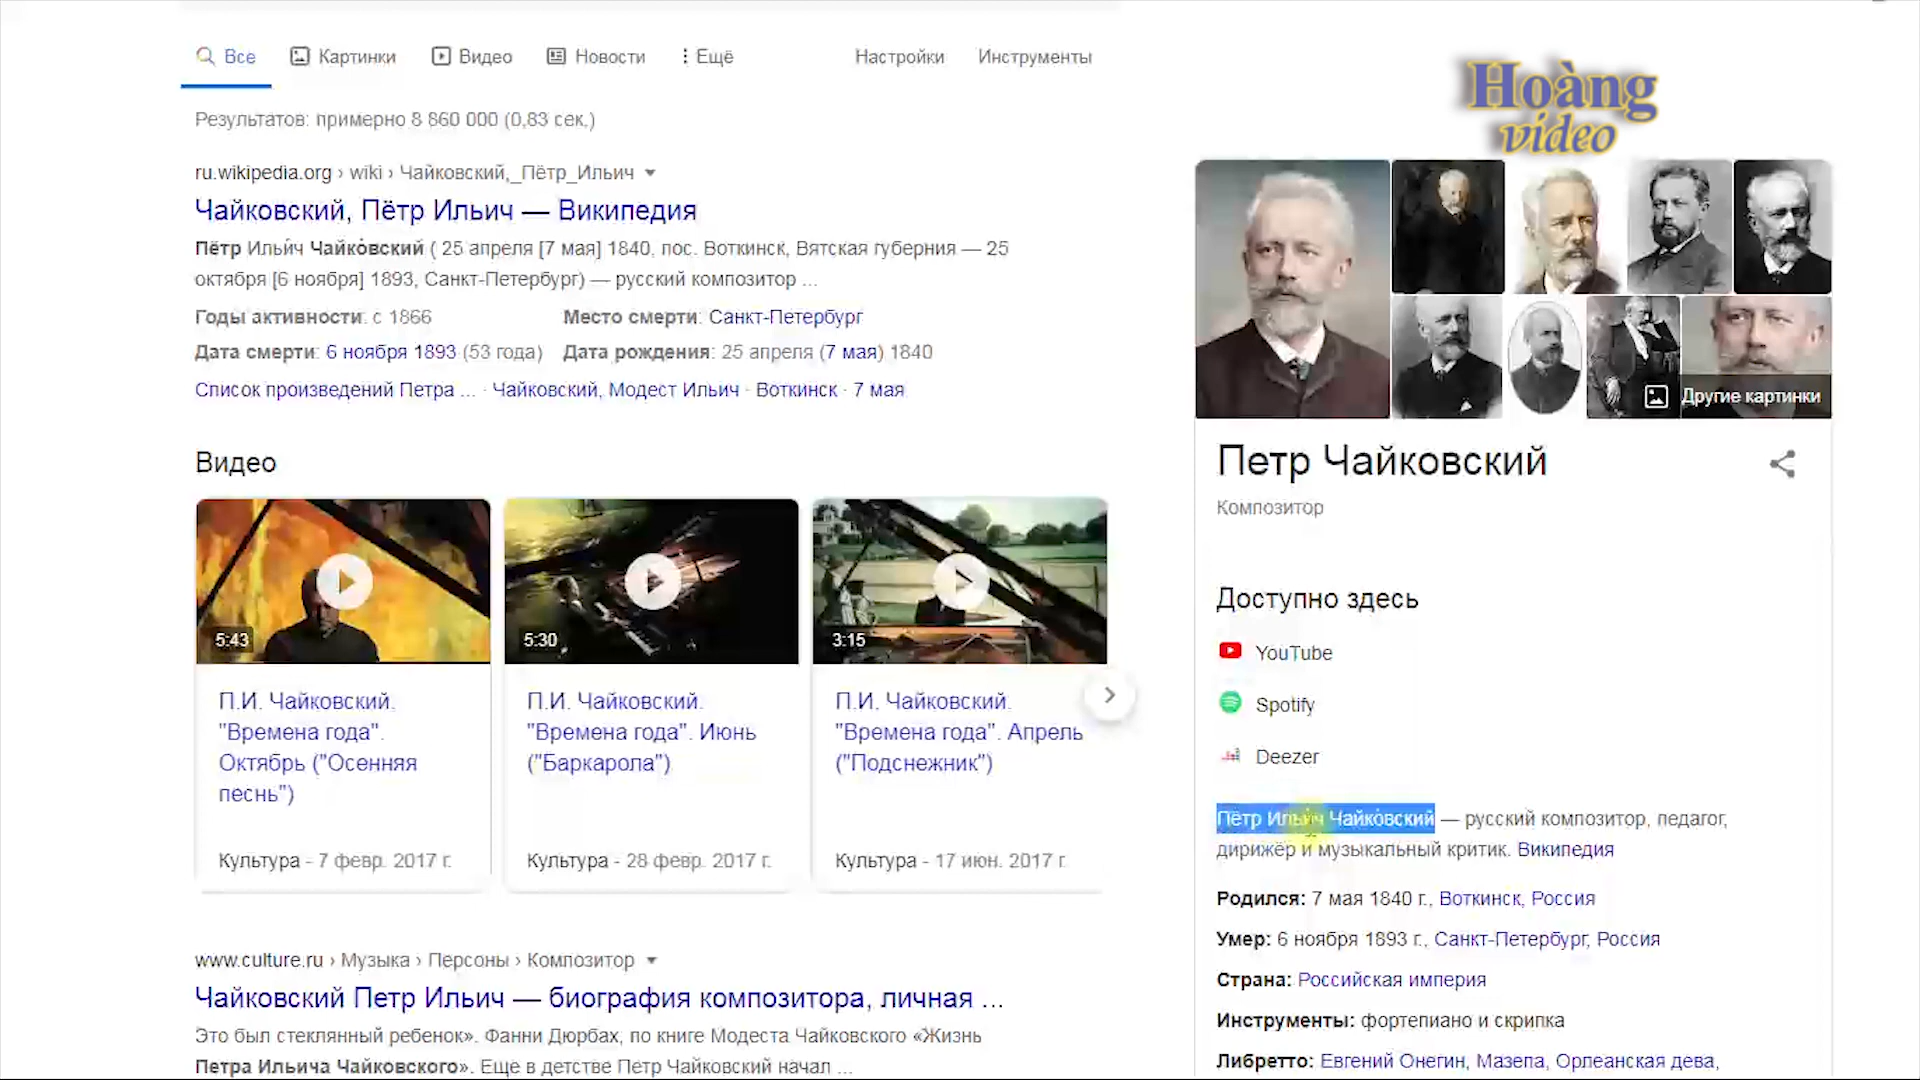 Все Картинки Видео Новости Ещё Настройки Инструменты
Результатов: примерно 8 860 000 (0,83 сек.)
ru.wikipedia.org › wiki › Чайковский,_Пётр_Ильич
Чайковский, Пётр Ильич — Википедия
Пётр Ильи́ч Чайко́вский ( 25 апреля [7 мая] 1840, пос. Воткинск, Вятская губерния — 25
октября [6 ноября] 1893, Санкт-Петербург) — русский композитор ...
Годы активности: с 1866 Место смерти: Санкт-Петербург
Дата смерти: 6 ноября 1893 (53 года) Дата рождения: 25 апреля (7 мая) 1840
Список произведений Петра ... · Чайковский, Модест Ильич · Воткинск · 7 мая
Видео
5:43
П.И. Чайковский.
"Времена года".
Октябрь ("Осенняя
песнь")
Культура - 7 февр. 2017 г.
5:30
П.И. Чайковский.
"Времена года". Июнь
("Баркарола")
Культура - 28 февр. 2017 г.
3:15
П.И. Чайковский.
"Времена года". Апрель
("Подснежник")
Культура - 17 июн. 2017 г.
www.culture.ru › Музыка › Персоны › Композитор
Чайковский Петр Ильич — биография композитора, личная ...
Это был стеклянный ребенок». Фанни Дюрбах, по книге Модеста Чайковского «Жизнь
Петра Ильича Чайковского». Еще в детстве Петр Чайковский начал ...
Hoàng
video
Другие картинки
Петр Чайковский
Композитор
Доступно здесь
YouTube
Spotify
Deezer
Пётр Ильи́ч Чайко́вский — русский композитор, педагог,
дирижёр и музыкальный критик. Википедия
Родился: 7 мая 1840 г., Воткинск, Россия
Умер: 6 ноября 1893 г., Санкт-Петербург, Россия
Страна: Российская империя
Инструменты: фортепиано и скрипка
Либретто: Евгений Онегин, Мазепа, Орлеанская дева,